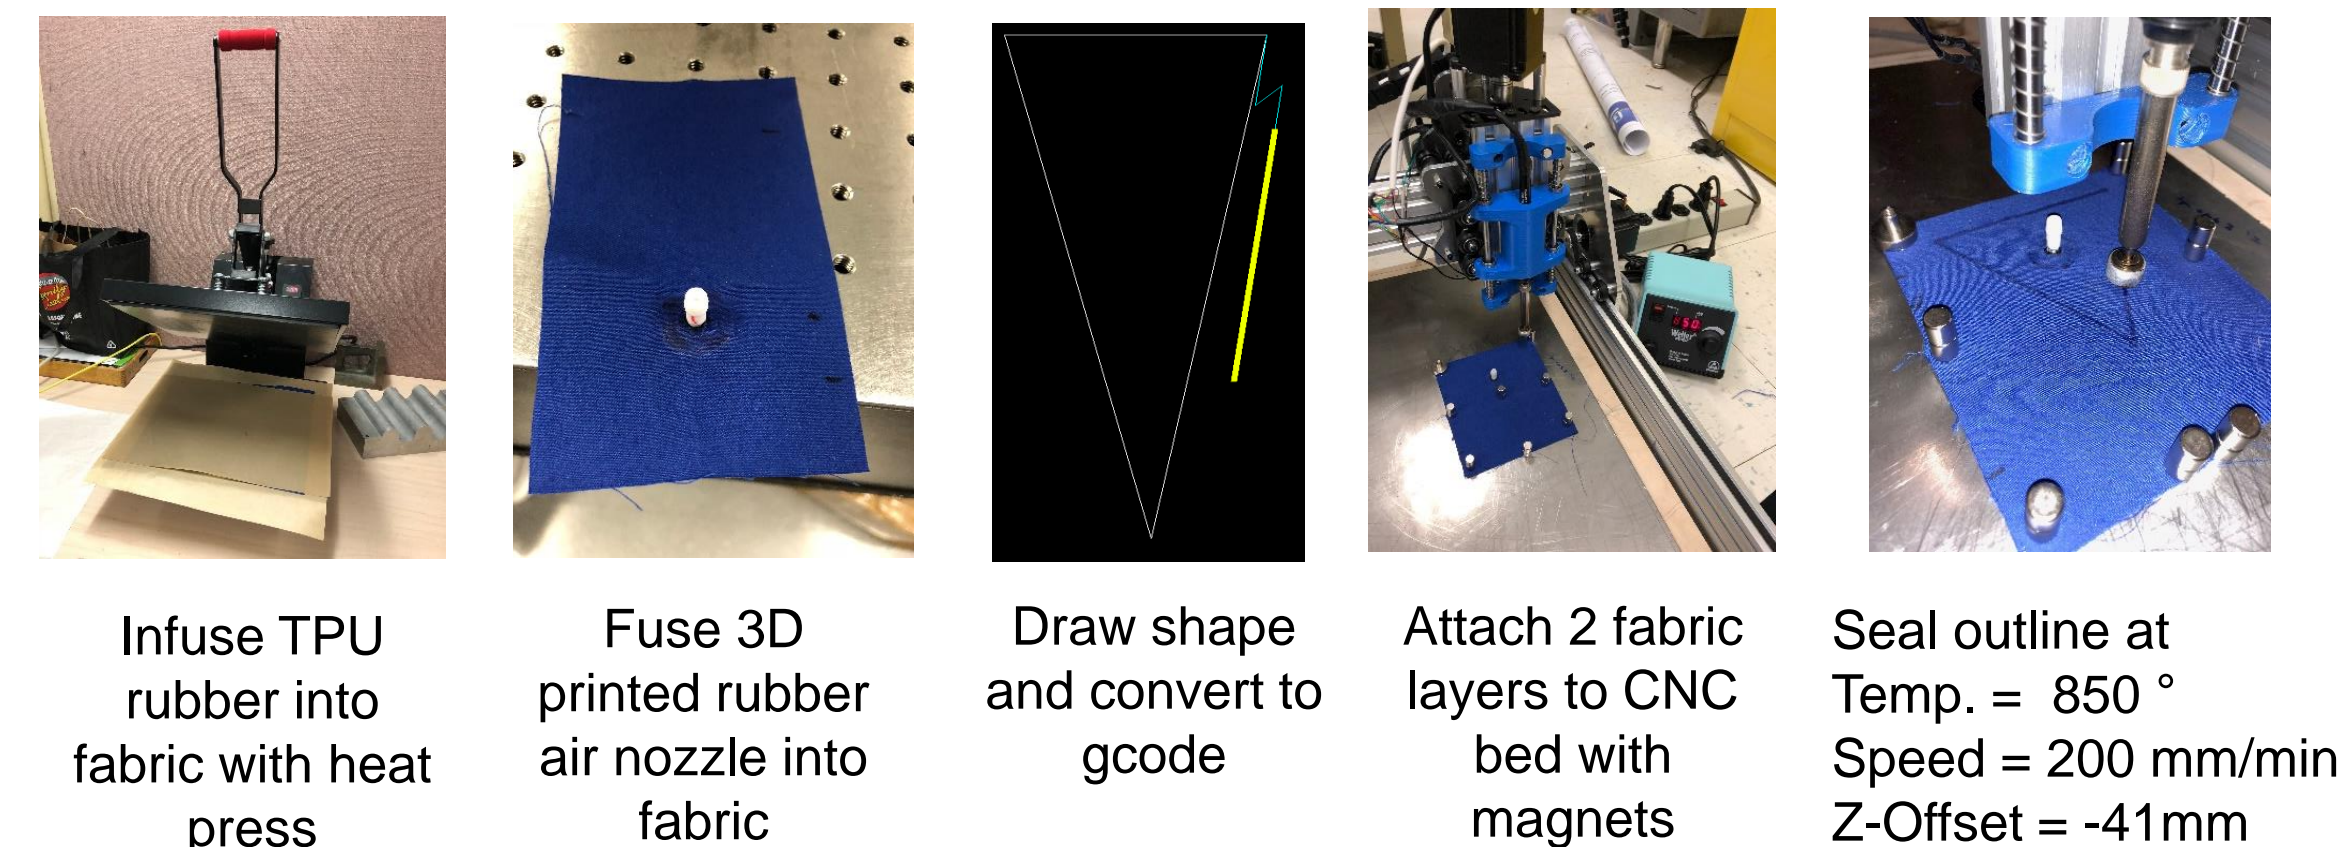 Infuse TPU
rubber into
fabric with heat
press
Fuse 3D
printed rubber
air nozzle into
fabric
Draw shape
and convert to
gcode
Attach 2 fabric
layers to CNC
bed with
magnets
Seal outline at
Temp. = 850 °
Speed = 200 mm/min
Z-Offset = -41mm